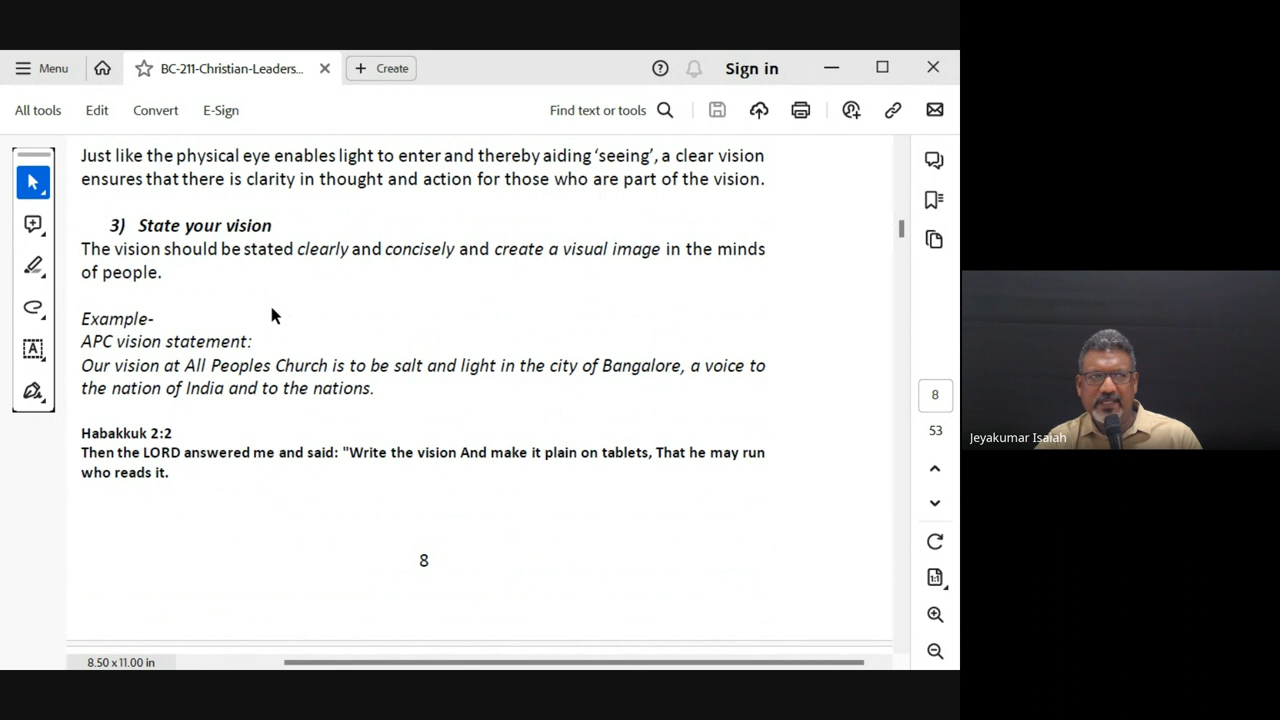 Menu
BC-211-Christian-Leaders...
Create
Sign in
All tools
Edit
Convert
E-Sign
Find text or tools
Just like the physical eye enables light to enter and thereby aiding ‘seeing’, a clear vision
ensures that there is clarity in thought and action for those who are part of the vision.
3) State your vision
The vision should be stated clearly and concisely and create a visual image in the minds
of people.
Example-
APC vision statement:
Our vision at All Peoples Church is to be salt and light in the city of Bangalore, a voice to
the nation of India and to the nations.
Habakkuk 2:2
Then the LORD answered me and said: "Write the vision And make it plain on tablets, That he may run
who reads it.
8
8.50 x 11.00 in
8
53
1:1
Jeyakumar Isaiah